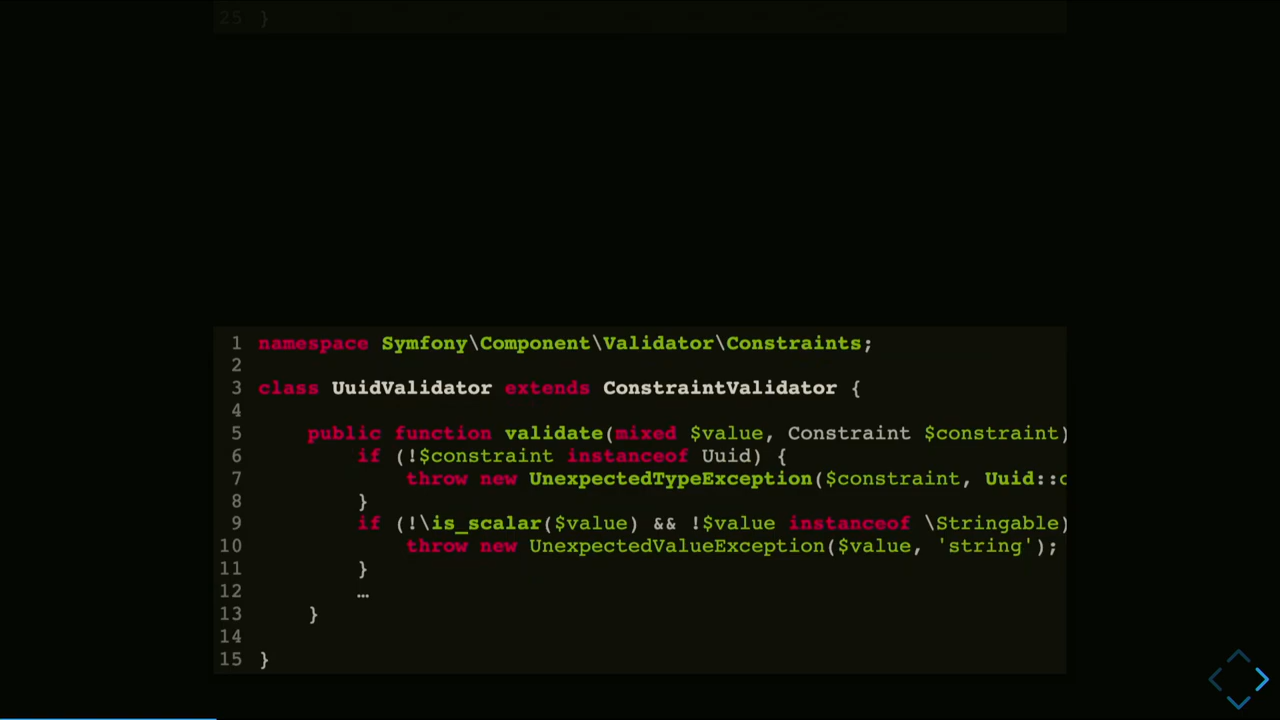 25 }
1 namespace Symfony\Component\Validator\Constraints;
2
3 class UuidValidator extends ConstraintValidator {
4
5     public function validate(mixed $value, Constraint $constraint)
6         if (!$constraint instanceof Uuid) {
7             throw new UnexpectedTypeException($constraint, Uuid::c
8         }
9         if (!\is_scalar($value) && !$value instanceof \Stringable)
10             throw new UnexpectedValueException($value, 'string');
11         }
12         …
13     }
14
15 }